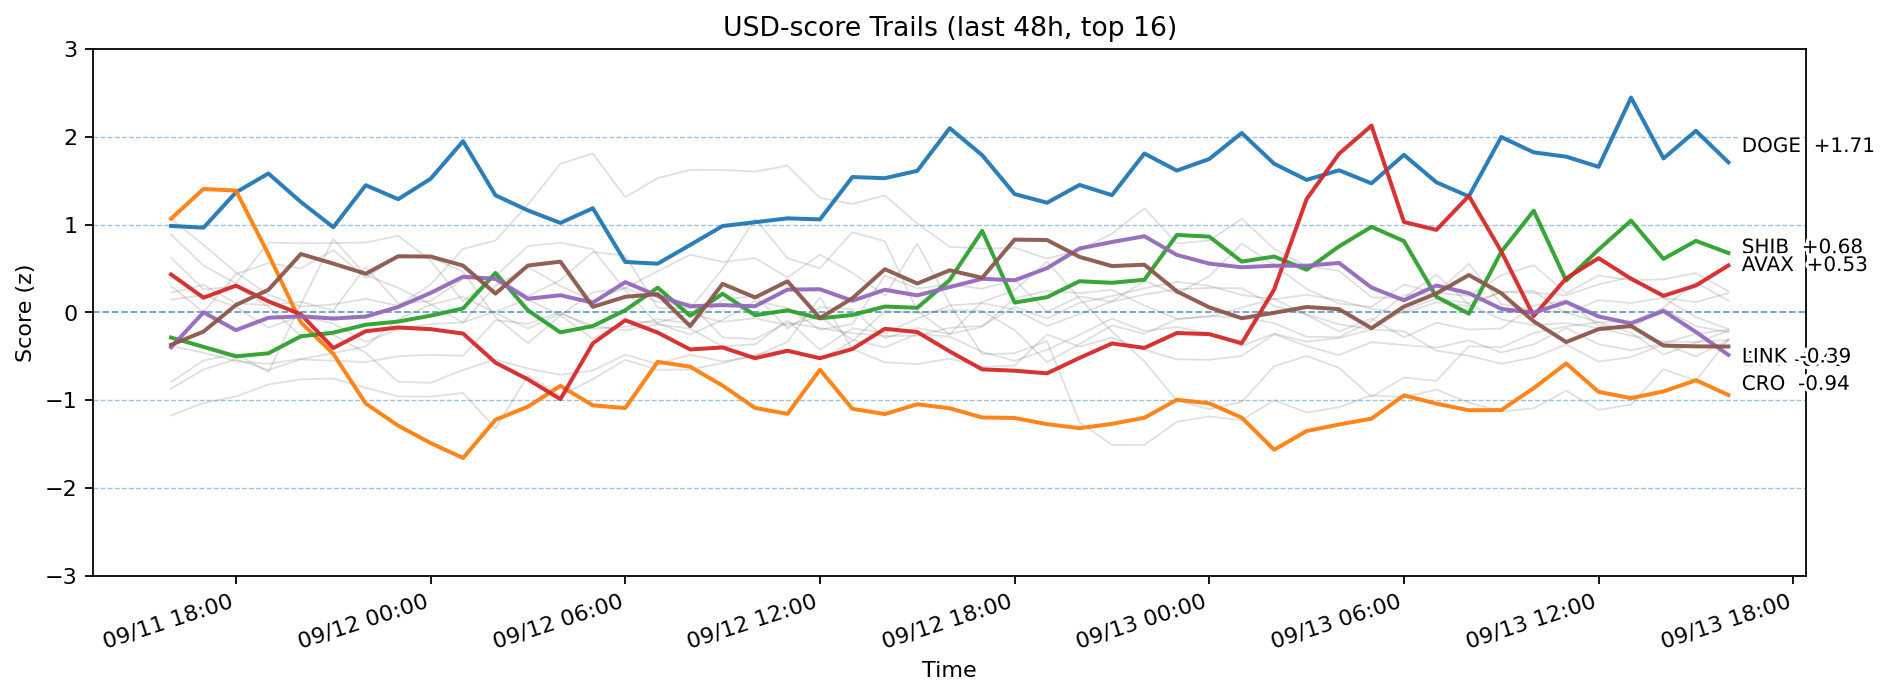 USD-score Trails (last 48h, top 16)
3
2
1
0
−1
−2
−3
Score (z)
DOGE +1.71
SHIB +0.68
AVAX +0.53
LINK -0.39
CRO -0.94
09/11 18:00
09/12 00:00
09/12 06:00
09/12 12:00
09/12 18:00
09/13 00:00
09/13 06:00
09/13 12:00
09/13 18:00
Time